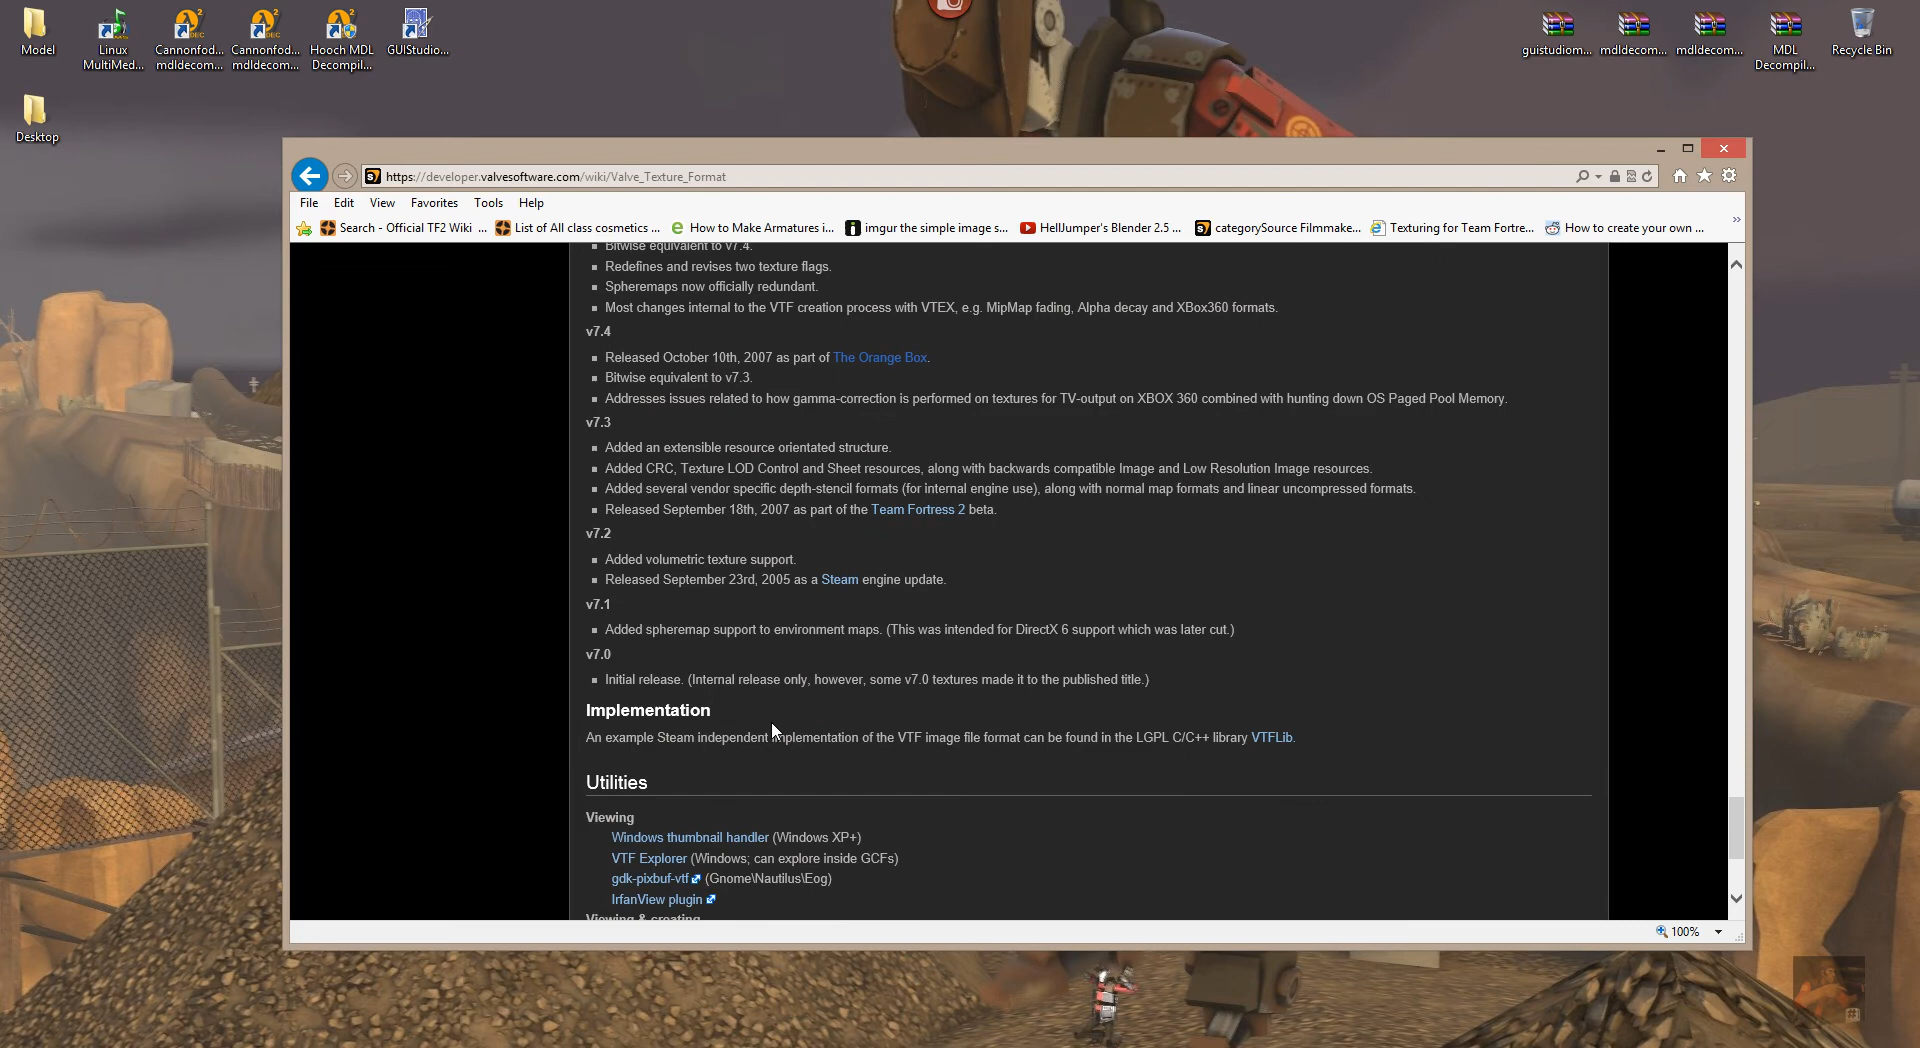 Model
Linux MultiMed...
Cannonfod... mdldecom...
Cannonfod... mdldecom...
Hooch MDL Decompil...
GUIStudio...
guistudiom...
mdldecom...
mdldecom...
MDL Decompil...
Recycle Bin
Desktop
https://developer.valvesoftware.com/wiki/Valve_Texture_Format
File Edit View Favorites Tools Help
Search - Official TF2 Wiki ... List of All class cosmetics ... How to Make Armatures i... imgur the simple image s... HellJumper's Blender 2.5 ... categorySource Filmmake... Texturing for Team Fortre... How to create your own ...
Bitwise equivalent to v7.4.
Redefines and revises two texture flags.
Spheremaps now officially redundant.
Most changes internal to the VTF creation process with VTEX, e.g. MipMap fading, Alpha decay and XBox360 formats.
v7.4
Released October 10th, 2007 as part of The Orange Box.
Bitwise equivalent to v7.3.
Addresses issues related to how gamma-correction is performed on textures for TV-output on XBOX 360 combined with hunting down OS Paged Pool Memory.
v7.3
Added an extensible resource orientated structure.
Added CRC, Texture LOD Control and Sheet resources, along with backwards compatible Image and Low Resolution Image resources.
Added several vendor specific depth-stencil formats (for internal engine use), along with normal map formats and linear uncompressed formats.
Released September 18th, 2007 as part of the Team Fortress 2 beta.
v7.2
Added volumetric texture support.
Released September 23rd, 2005 as a Steam engine update.
v7.1
Added spheremap support to environment maps. (This was intended for DirectX 6 support which was later cut.)
v7.0
Initial release. (Internal release only, however, some v7.0 textures made it to the published title.)
Implementation
An example Steam independent implementation of the VTF image file format can be found in the LGPL C/C++ library VTFLib.
Utilities
Viewing
Windows thumbnail handler (Windows XP+)
VTF Explorer (Windows; can explore inside GCFs)
gdk-pixbuf-vtf (Gnome\Nautilus\Eog)
IrfanView plugin
Viewing & creating
100%